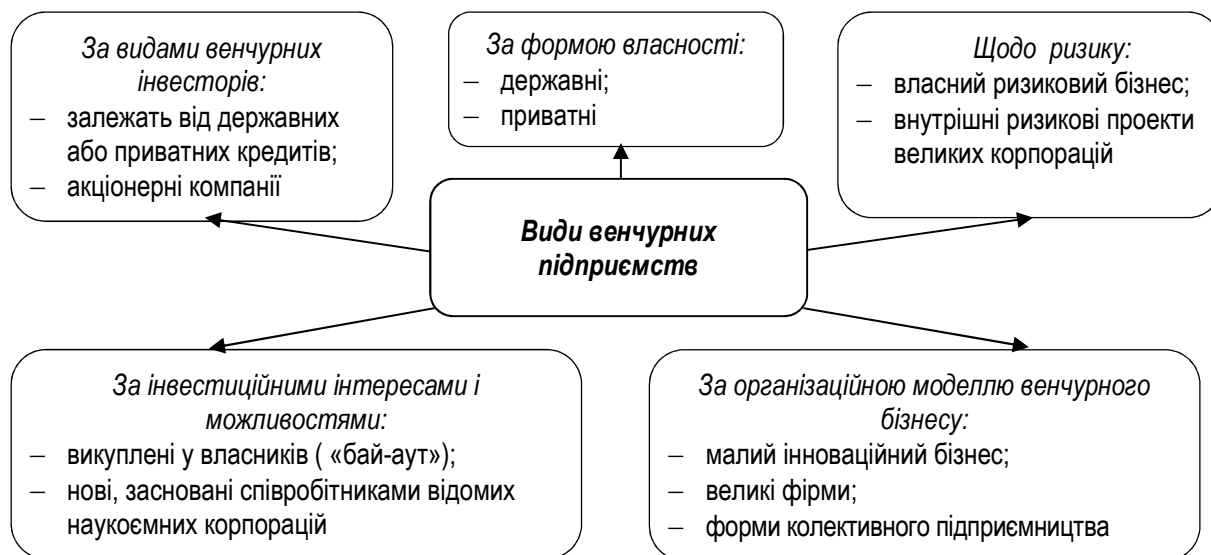 За видами венчурних
інвесторів:
– залежать від державних
або приватних кредитів;
– акціонерні компанії
За формою власності:
– державні;
– приватні
Щодо ризику:
– власний ризиковий бізнес;
– внутрішні ризикові проекти
великих корпорацій
Види венчурних
підприємств
За інвестиційними інтересами і
можливостями:
– викуплені у власників ( «бай-аут»);
– нові, засновані співробітниками відомих
наукоємних корпорацій
За організаційною моделлю венчурного
бізнесу:
– малий інноваційний бізнес;
– великі фірми;
– форми колективного підприємництва